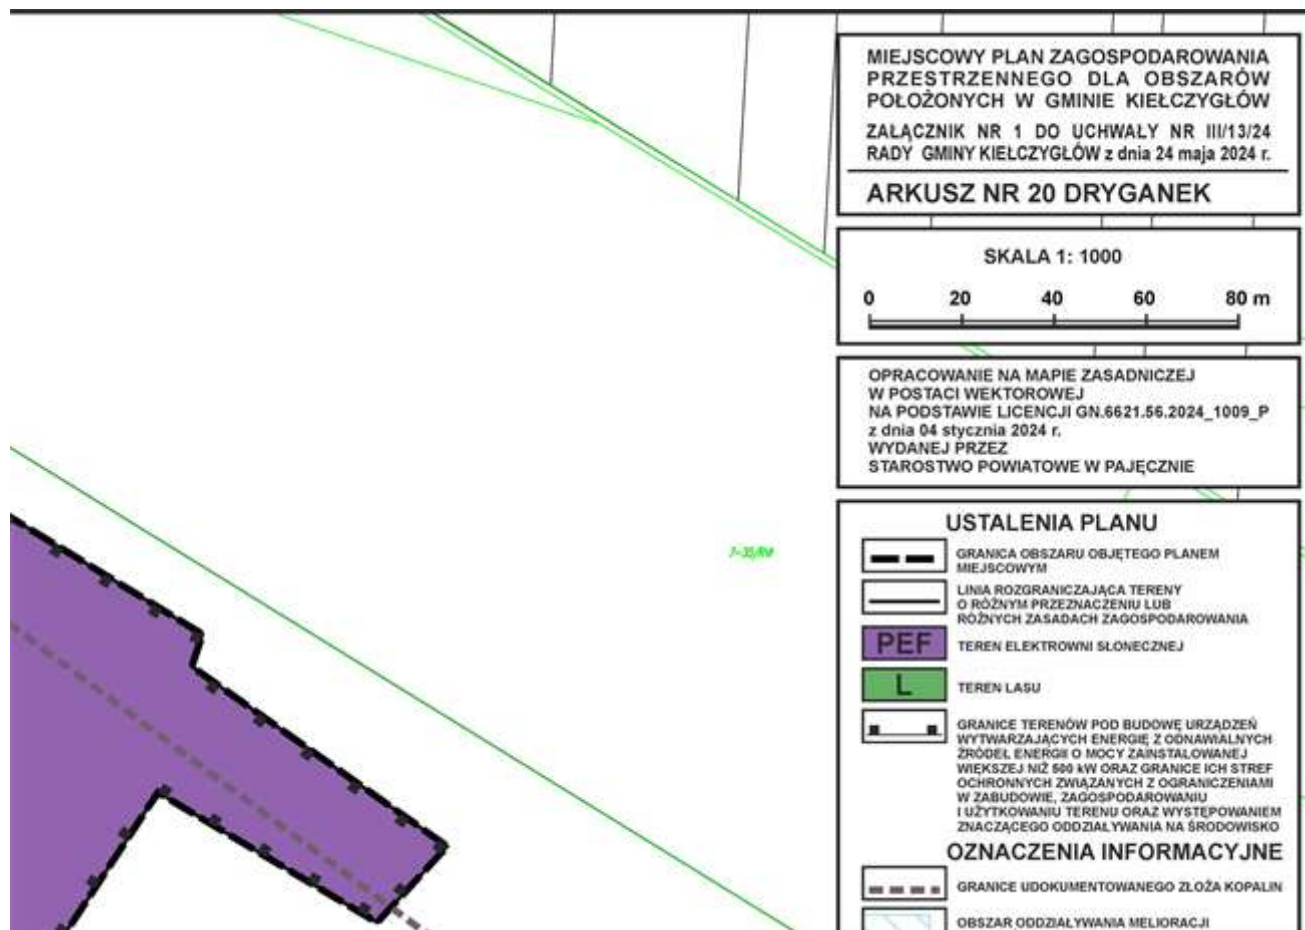 MIEJSCOWY PLAN ZAGOSPODAROWANIA
PRZESTRZENNEGO DLA OBSZARÓW
POŁOŻONYCH W GMINIE KIEŁCZYGŁÓW
ZAŁĄCZNIK NR 1 DO UCHWAŁY NR III/13/24
RADY GMINY KIEŁCZYGŁÓW z dnia 24 maja 2024 r.
ARKUSZ NR 20 DRYGANEK
SKALA 1: 1000
0 20 40 60 80 m
OPRACOWANIE NA MAPIE ZASADNICZEJ
W POSTACI WEKTOROWEJ
NA PODSTAWIE LICENCJI GN.6621.56.2024_1009_P
z dnia 04 stycznia 2024 r.
WYDANEJ PRZEZ
STAROSTWO POWIATOWE W PAJĘCZNIE
USTALENIA PLANU
GRANICA OBSZARU OBJĘTEGO PLANEM
MIEJSCOWYM
LINIA ROZGRANICZAJĄCA TERENY
O RÓŻNYM PRZEZNACZENIU LUB
RÓŻNYCH ZASADACH ZAGOSPODAROWANIA
PEF TEREN ELEKTROWNI SŁONECZNEJ
L TEREN LASU
GRANICE TERENÓW POD BUDOWĘ URZĄDZEŃ
WYTWARZAJĄCYCH ENERGIĘ Z ODNAWIALNYCH
ŹRÓDEŁ ENERGII O MOCY ZAINSTALOWANEJ
WIĘKSZEJ NIŻ 500 kW ORAZ GRANICE ICH STREF
OCHRONNYCH ZWIĄZANYCH Z OGRANICZENIAMI
W ZABUDOWIE, ZAGOSPODAROWANIU
I UŻYTKOWANIU TERENU ORAZ WYSTĘPOWANIEM
ZNACZĄCEGO ODDZIAŁYWANIA NA ŚRODOWISKO
OZNACZENIA INFORMACYJNE
GRANICE UDOKUMENTOWANEGO ZŁOŻA KOPALIN
OBSZAR ODDZIAŁYWANIA MELIORACJI